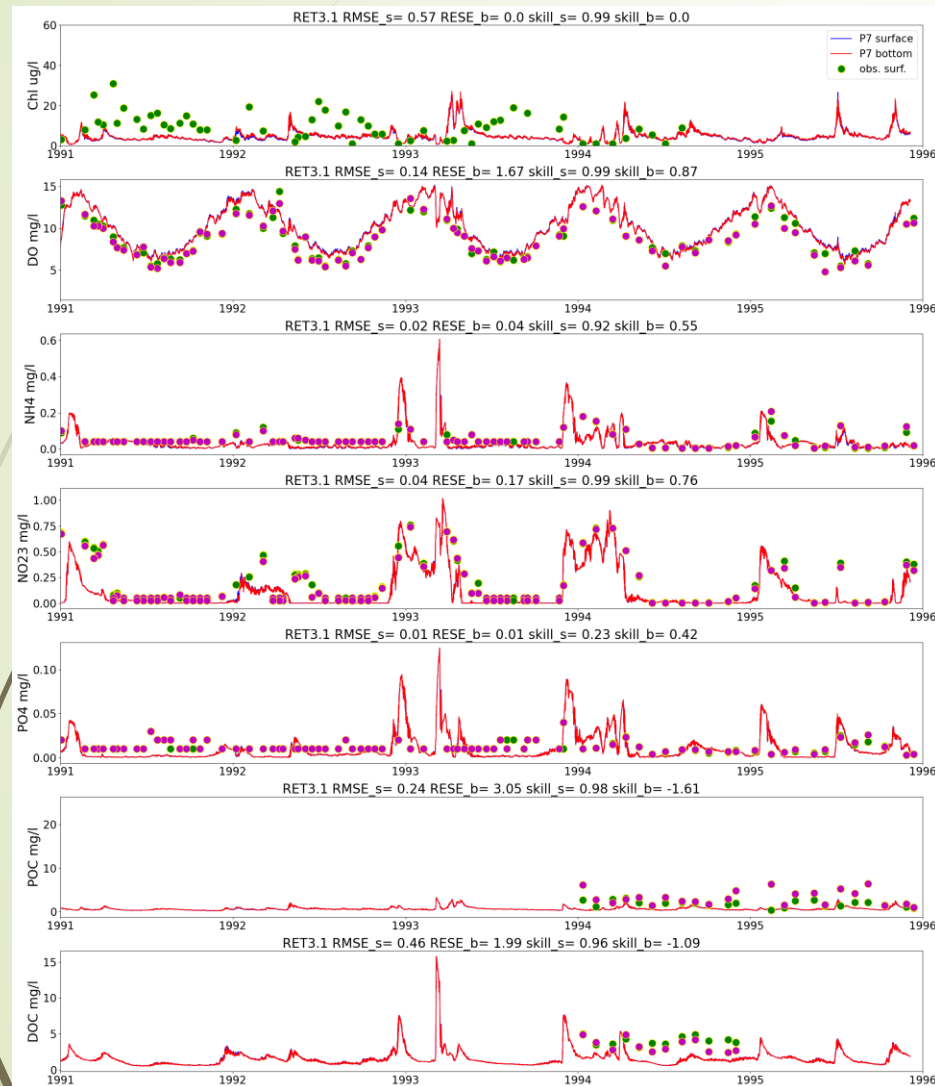 RET3.1 RMSE_s= 0.57 RESE_b= 0.0 skill_s= 0.99 skill_b= 0.0
Chl ug/l
60
40
20
0
P7 surface
P7 bottom
obs. surf.
1991 1992 1993 1994 1995 1996
RET3.1 RMSE_s= 0.14 RESE_b= 1.67 skill_s= 0.99 skill_b= 0.87
DO mg/l
15
10
5
1991 1992 1993 1994 1995 1996
RET3.1 RMSE_s= 0.02 RESE_b= 0.04 skill_s= 0.92 skill_b= 0.55
NH4 mg/l
0.6
0.4
0.2
0.0
1991 1992 1993 1994 1995 1996
RET3.1 RMSE_s= 0.04 RESE_b= 0.17 skill_s= 0.99 skill_b= 0.76
NO23 mg/l
1.00
0.75
0.50
0.25
0.00
1991 1992 1993 1994 1995 1996
RET3.1 RMSE_s= 0.01 RESE_b= 0.01 skill_s= 0.23 skill_b= 0.42
PO4 mg/l
0.10
0.05
0.00
1991 1992 1993 1994 1995 1996
RET3.1 RMSE_s= 0.24 RESE_b= 3.05 skill_s= 0.98 skill_b= -1.61
POC mg/l
20
10
0
1991 1992 1993 1994 1995 1996
RET3.1 RMSE_s= 0.46 RESE_b= 1.99 skill_s= 0.96 skill_b= -1.09
DOC mg/l
15
10
5
0
1991 1992 1993 1994 1995 1996